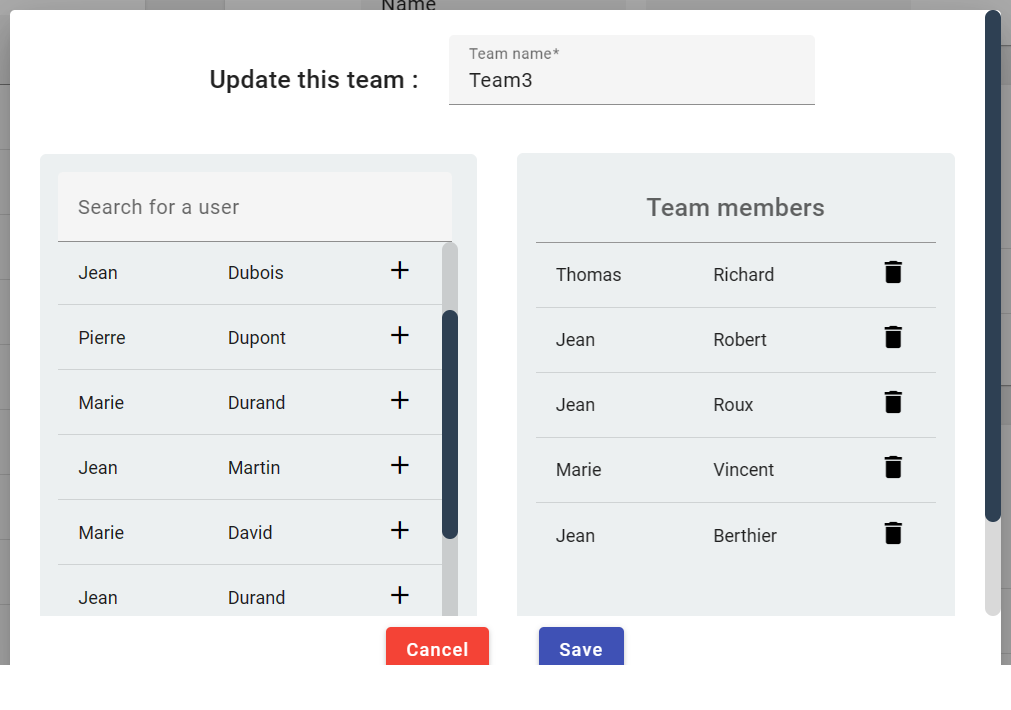 Name
Team name*
Update this team :
Team3
Search for a user
Jean Dubois +
Pierre Dupont +
Marie Durand +
Jean Martin +
Marie David +
Jean Durand +
Team members
Thomas Richard
Jean Robert
Jean Roux
Marie Vincent
Jean Berthier
Cancel
Save